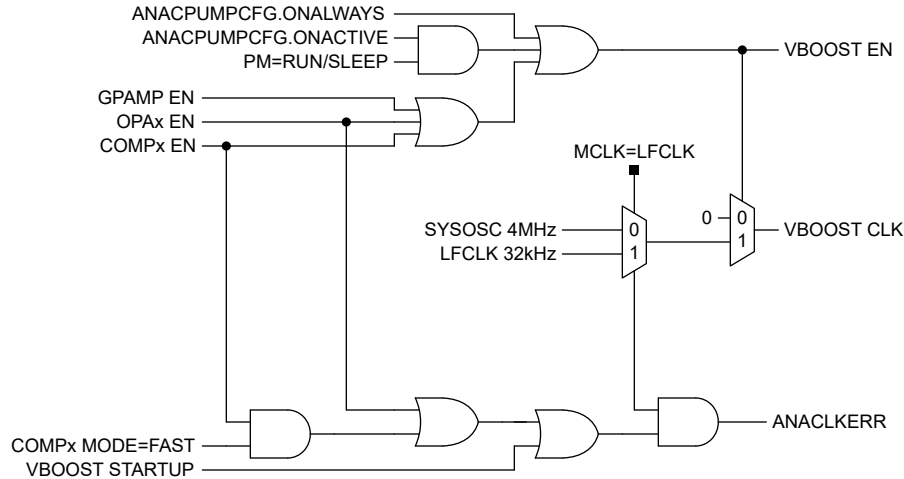 ANACPUMPCFG.ONALWAYS
ANACPUMPCFG.ONACTIVE
PM=RUN/SLEEP
VBOOST EN
GPAMP EN
OPAx EN
COMPx EN
MCLK=LFCLK
SYSOSC 4MHz
LFCLK 32kHz
0
1
0
0
1
VBOOST CLK
COMPx MODE=FAST
VBOOST STARTUP
ANACLKERR